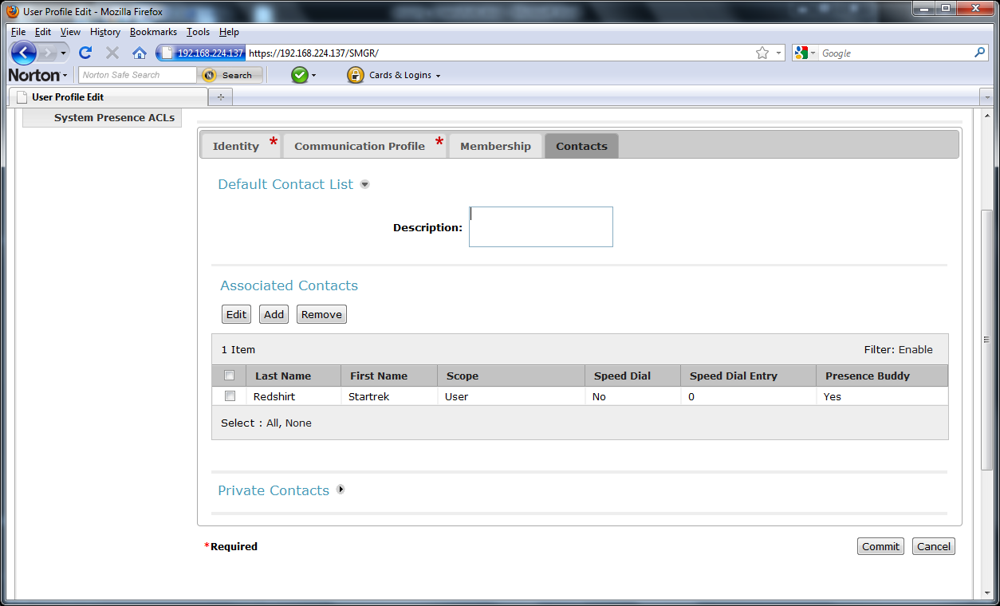 User Profile Edit - Mozilla Firefox
File Edit View History Bookmarks Tools Help
192.168.224.137 https://192.168.224.137/SMGR/ Google
Norton Norton Safe Search Search Cards & Logins
User Profile Edit
System Presence ACLs
Identity * Communication Profile * Membership Contacts
Default Contact List
Description:
Associated Contacts
Edit Add Remove
1 Item Filter: Enable
Last Name First Name Scope Speed Dial Speed Dial Entry Presence Buddy
Redshirt Startrek User No 0 Yes
Select : All, None
Private Contacts
*Required Commit Cancel